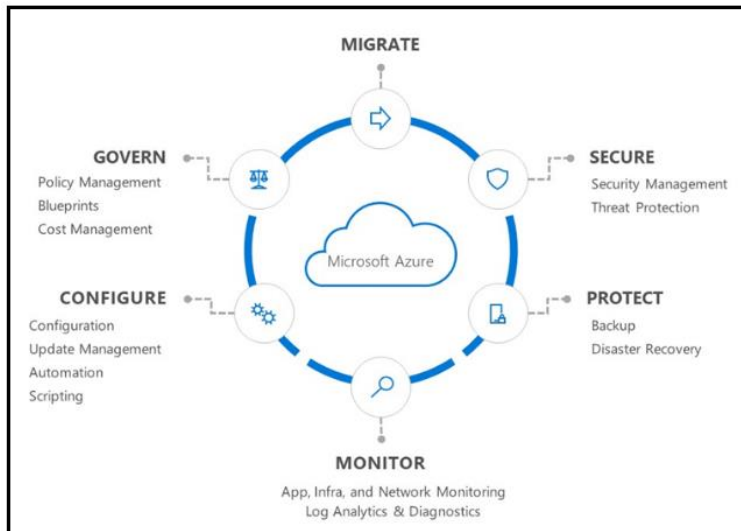 MIGRATE
GOVERN
Policy Management
Blueprints
Cost Management
SECURE
Security Management
Threat Protection
Microsoft Azure
CONFIGURE
Configuration
Update Management
Automation
Scripting
PROTECT
Backup
Disaster Recovery
MONITOR
App, Infra, and Network Monitoring
Log Analytics & Diagnostics